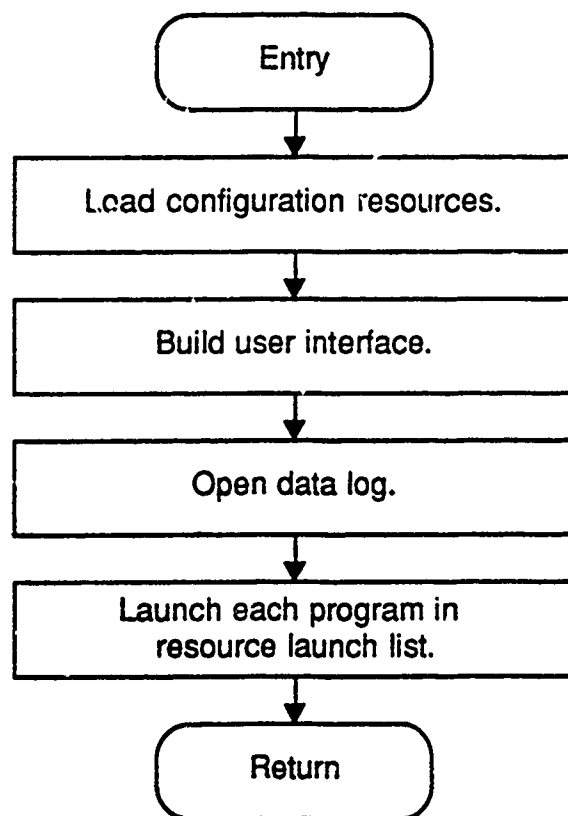 Entry
Load configuration resources.
Build user interface.
Open data log.
Launch each program in
resource launch list.
Return